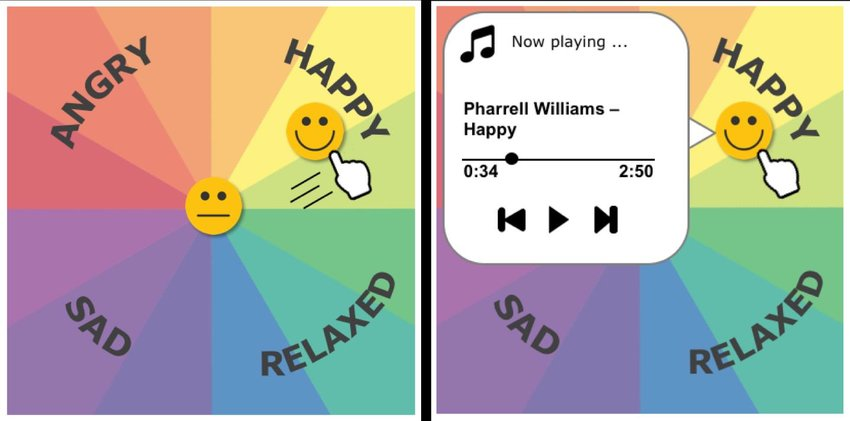 ANGRY
HAPPY
SAD
RELAXED
Now playing ...
Pharrell Williams –
Happy
0:34 2:50
HAPPY
SAD
RELAXED